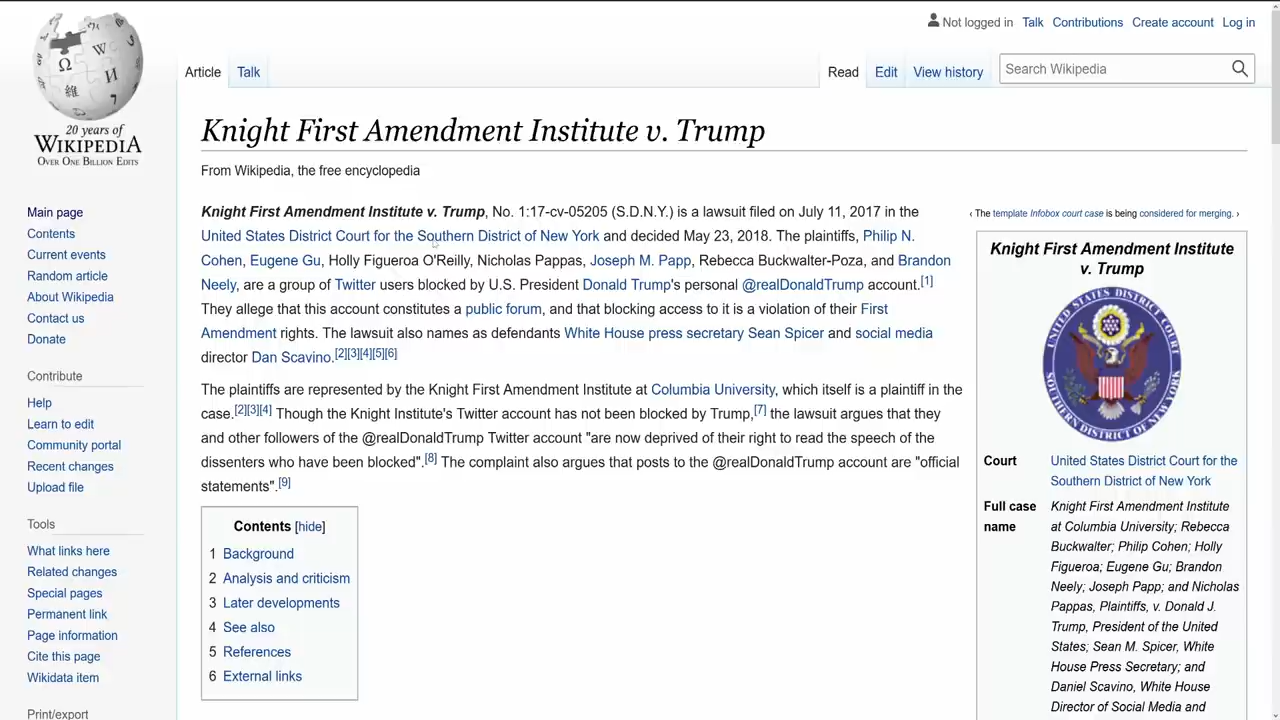 Not logged in Talk Contributions Create account Log in
Article Talk Read Edit View history Search Wikipedia
20 years of
WIKIPEDIA
OVER ONE BILLION EDITS
Main page
Contents
Current events
Random article
About Wikipedia
Contact us
Donate
Contribute
Help
Learn to edit
Community portal
Recent changes
Upload file
Tools
What links here
Related changes
Special pages
Permanent link
Page information
Cite this page
Wikidata item
Print/export
Knight First Amendment Institute v. Trump
From Wikipedia, the free encyclopedia
Knight First Amendment Institute v. Trump, No. 1:17-cv-05205 (S.D.N.Y.) is a lawsuit filed on July 11, 2017 in the
United States District Court for the Southern District of New York and decided May 23, 2018. The plaintiffs, Philip N.
Cohen, Eugene Gu, Holly Figueroa O'Reilly, Nicholas Pappas, Joseph M. Papp, Rebecca Buckwalter-Poza, and Brandon
Neely, are a group of Twitter users blocked by U.S. President Donald Trump's personal @realDonaldTrump account.[1]
They allege that this account constitutes a public forum, and that blocking access to it is a violation of their First
Amendment rights. The lawsuit also names as defendants White House press secretary Sean Spicer and social media
director Dan Scavino.[2][3][4][5][6]
The plaintiffs are represented by the Knight First Amendment Institute at Columbia University, which itself is a plaintiff in the
case.[2][3][4] Though the Knight Institute's Twitter account has not been blocked by Trump,[7] the lawsuit argues that they
and other followers of the @realDonaldTrump Twitter account "are now deprived of their right to read the speech of the
dissenters who have been blocked".[8] The complaint also argues that posts to the @realDonaldTrump account are "official
statements".[9]
Contents [hide]
1 Background
2 Analysis and criticism
3 Later developments
4 See also
5 References
6 External links
‹ The template Infobox court case is being considered for merging. ›
Knight First Amendment Institute
v. Trump
UNITED STATES DISTRICT COURT
SOUTHERN DISTRICT OF NEW YORK
Court United States District Court for the
Southern District of New York
Full case Knight First Amendment Institute
name at Columbia University; Rebecca
Buckwalter; Philip Cohen; Holly
Figueroa; Eugene Gu; Brandon
Neely; Joseph Papp; and Nicholas
Pappas, Plaintiffs, v. Donald J.
Trump, President of the United
States; Sean M. Spicer, White
House Press Secretary; and
Daniel Scavino, White House
Director of Social Media and